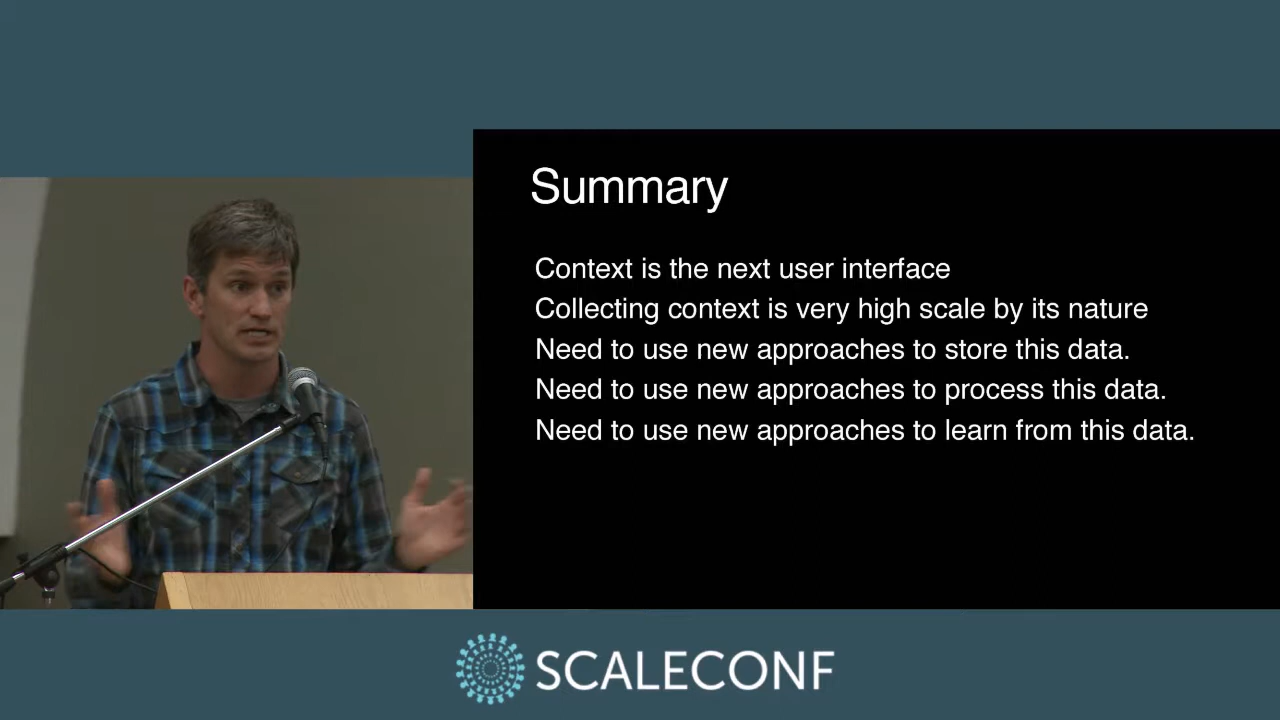 Summary
Context is the next user interface
Collecting context is very high scale by its nature
Need to use new approaches to store this data.
Need to use new approaches to process this data.
Need to use new approaches to learn from this data.
SCALECONF